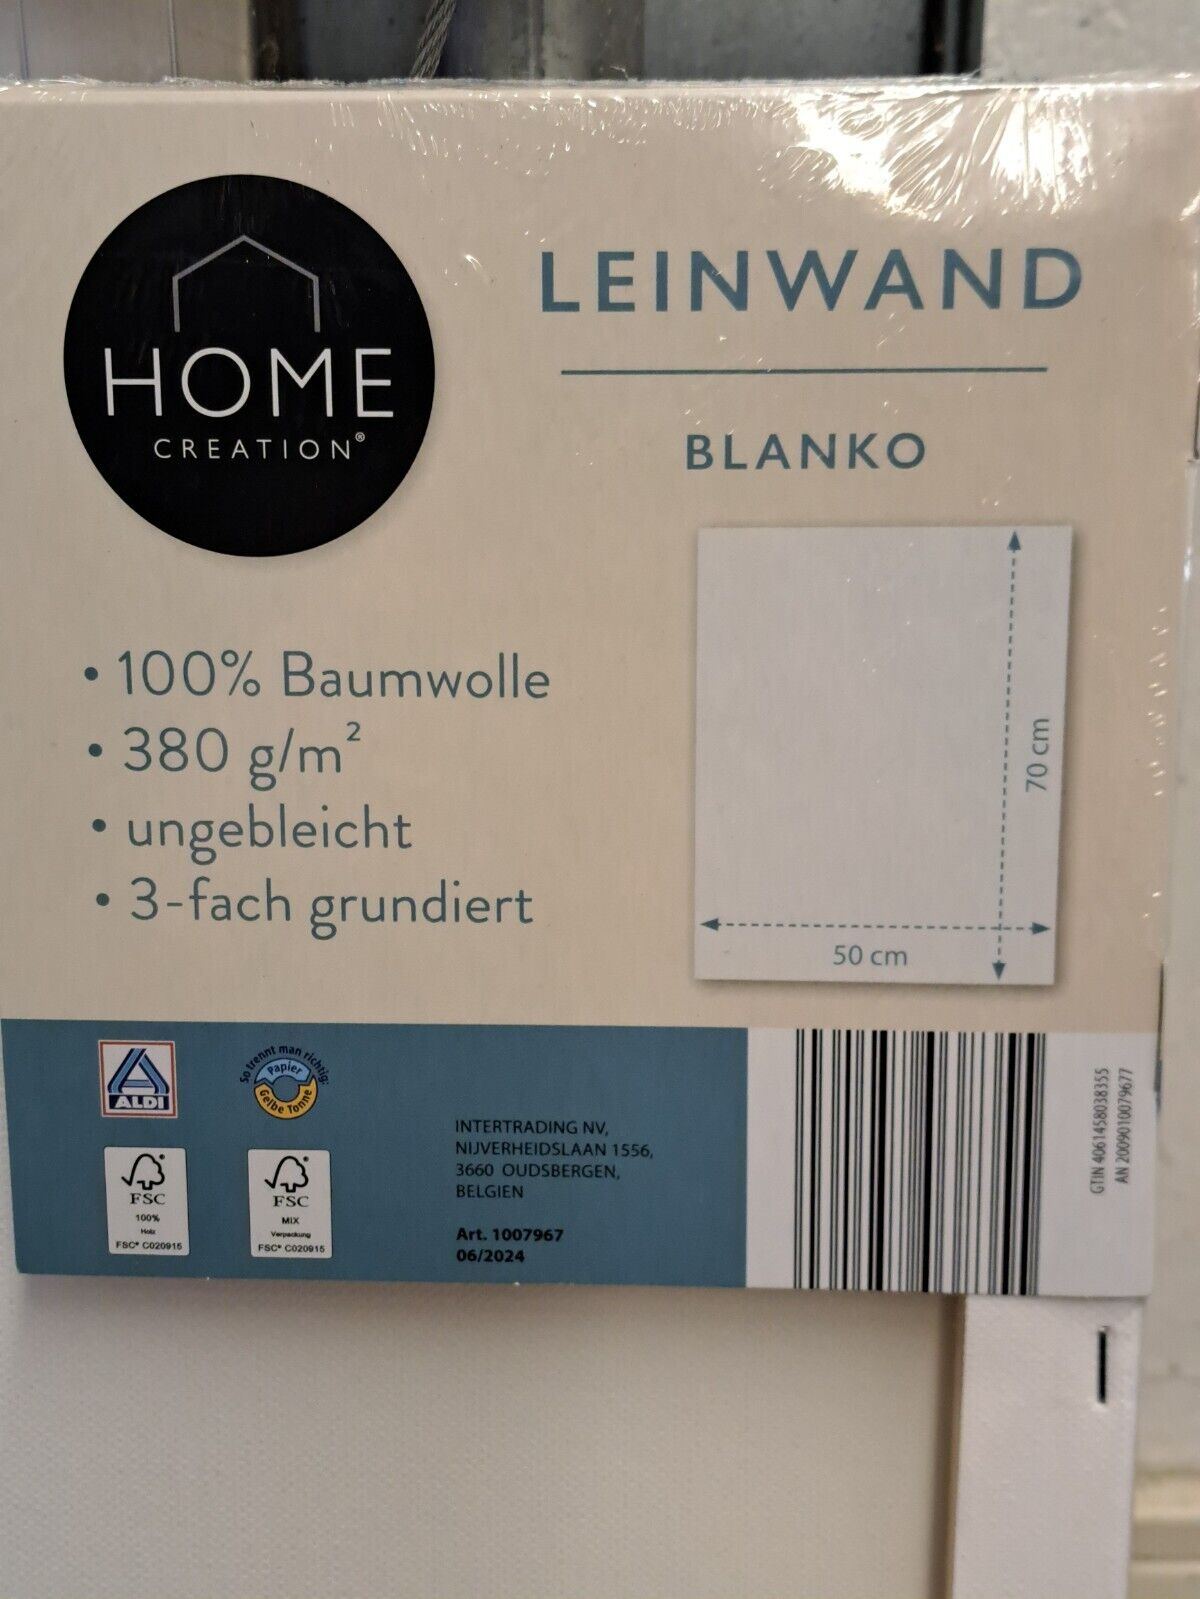 HOME
CREATION®
LEINWAND
BLANKO
• 100% Baumwolle
• 380 g/m²
• ungebleicht
• 3-fach grundiert
70 cm
50 cm
ALDI
So trennt man richtig:
Papier
Gelbe Tonne
FSC
100%
Holz
FSC® C020915
FSC
MIX
Verpackung
FSC® C020915
INTERTRADING NV,
NIJVERHEIDSLAAN 1556,
3660 OUDSBERGEN,
BELGIEN
Art. 1007967
06/2024
GTIN 4061458038355
AN 2009010079677